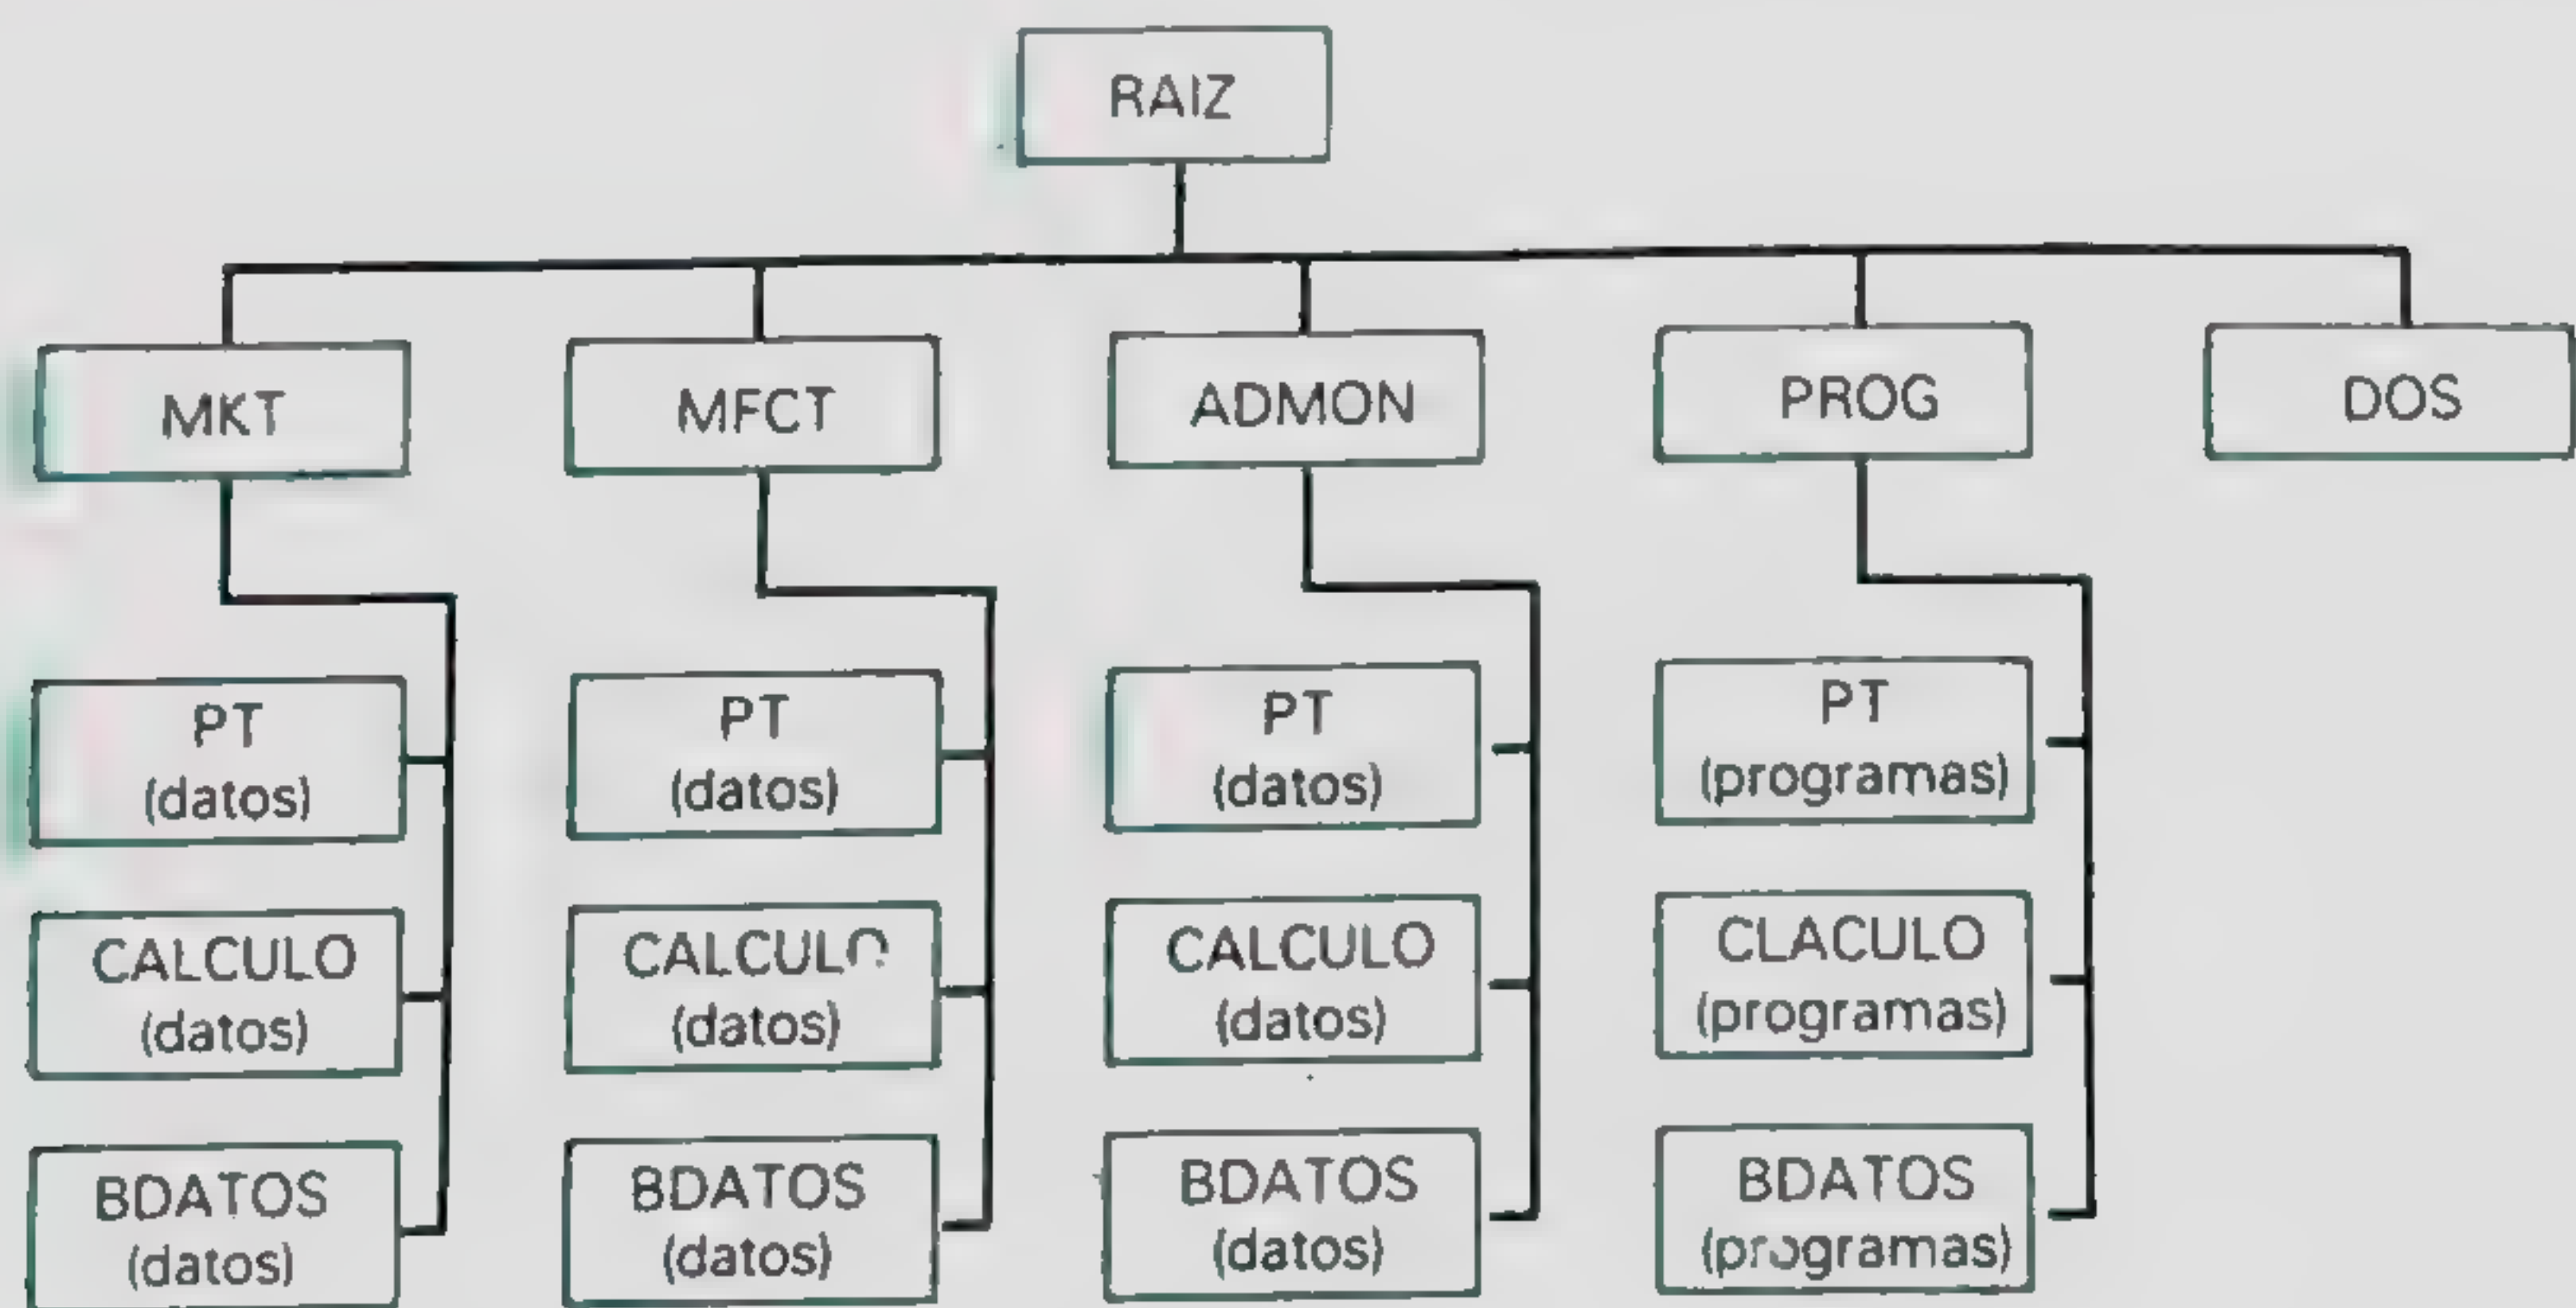 RAIZ
MKT
MFCT
ADMON
PROG
DOS
PT
(datos)
PT
(datos)
PT
(datos)
PT
(programas)
CALCULO
(datos)
CALCULO
(datos)
CALCULO
(datos)
CLACULO
(programas)
BDATOS
(datos)
BDATOS
(datos)
BDATOS
(datos)
BDATOS
(programas)